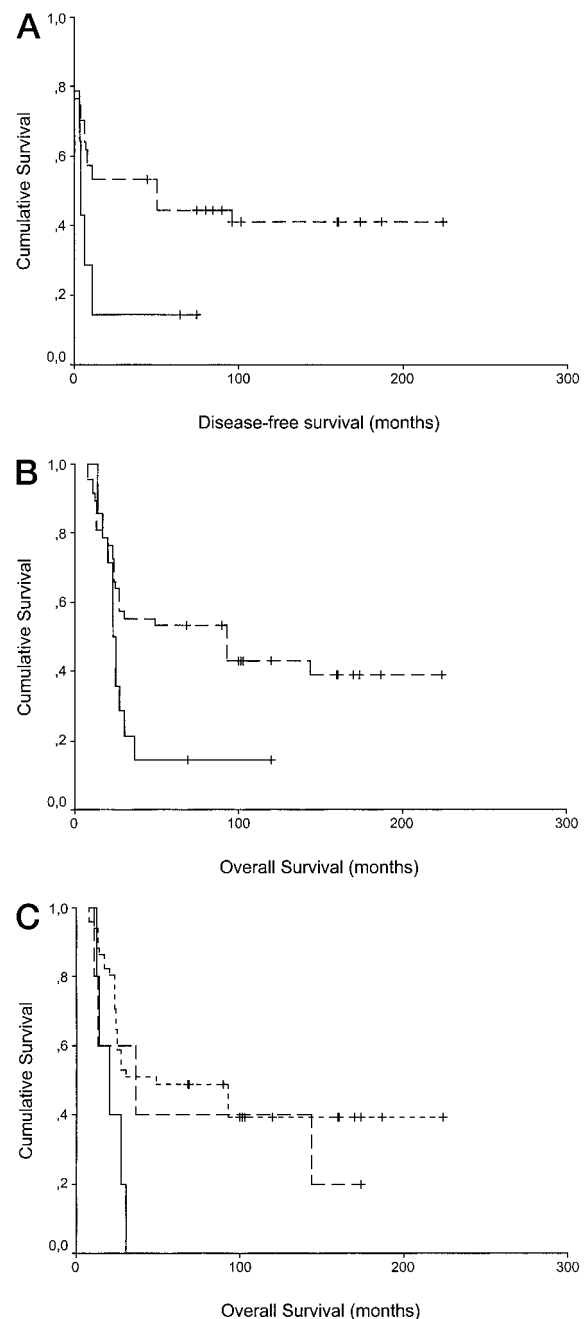 A
1,0
,8
,6
,4
,2
0,0
Cumulative Survival
0 100 200 300
Disease-free survival (months)
B
1,0
,8
,6
,4
,2
0,0
Cumulative Survival
0 100 200 300
Overall Survival (months)
C
1,0
,8
,6
,4
,2
0,0
Cumulative Survival
0 100 200 300
Overall Survival (months)